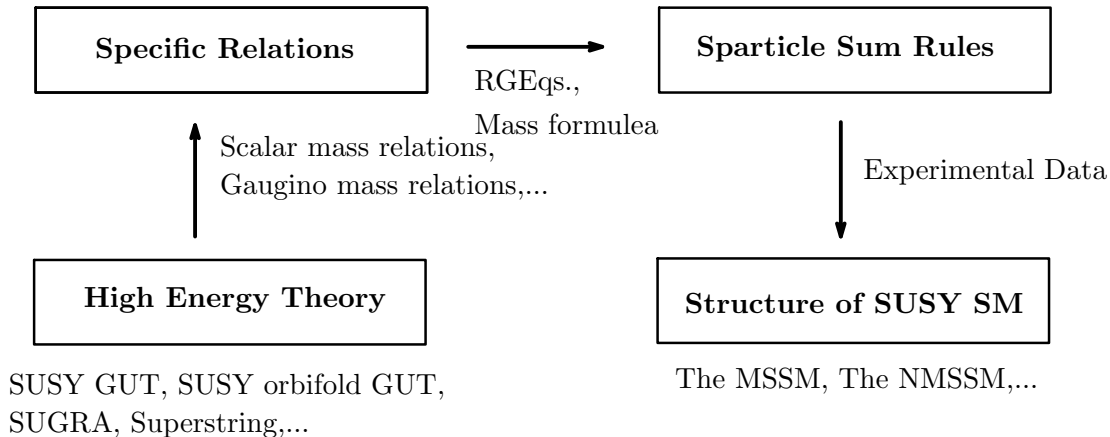 Specific Relations
Sparticle Sum Rules
RGEqs.,
Mass formulea
Scalar mass relations,
Gaugino mass relations,...
Experimental Data
High Energy Theory
Structure of SUSY SM
SUSY GUT, SUSY orbifold GUT,
SUGRA, Superstring,...
The MSSM, The NMSSM,...